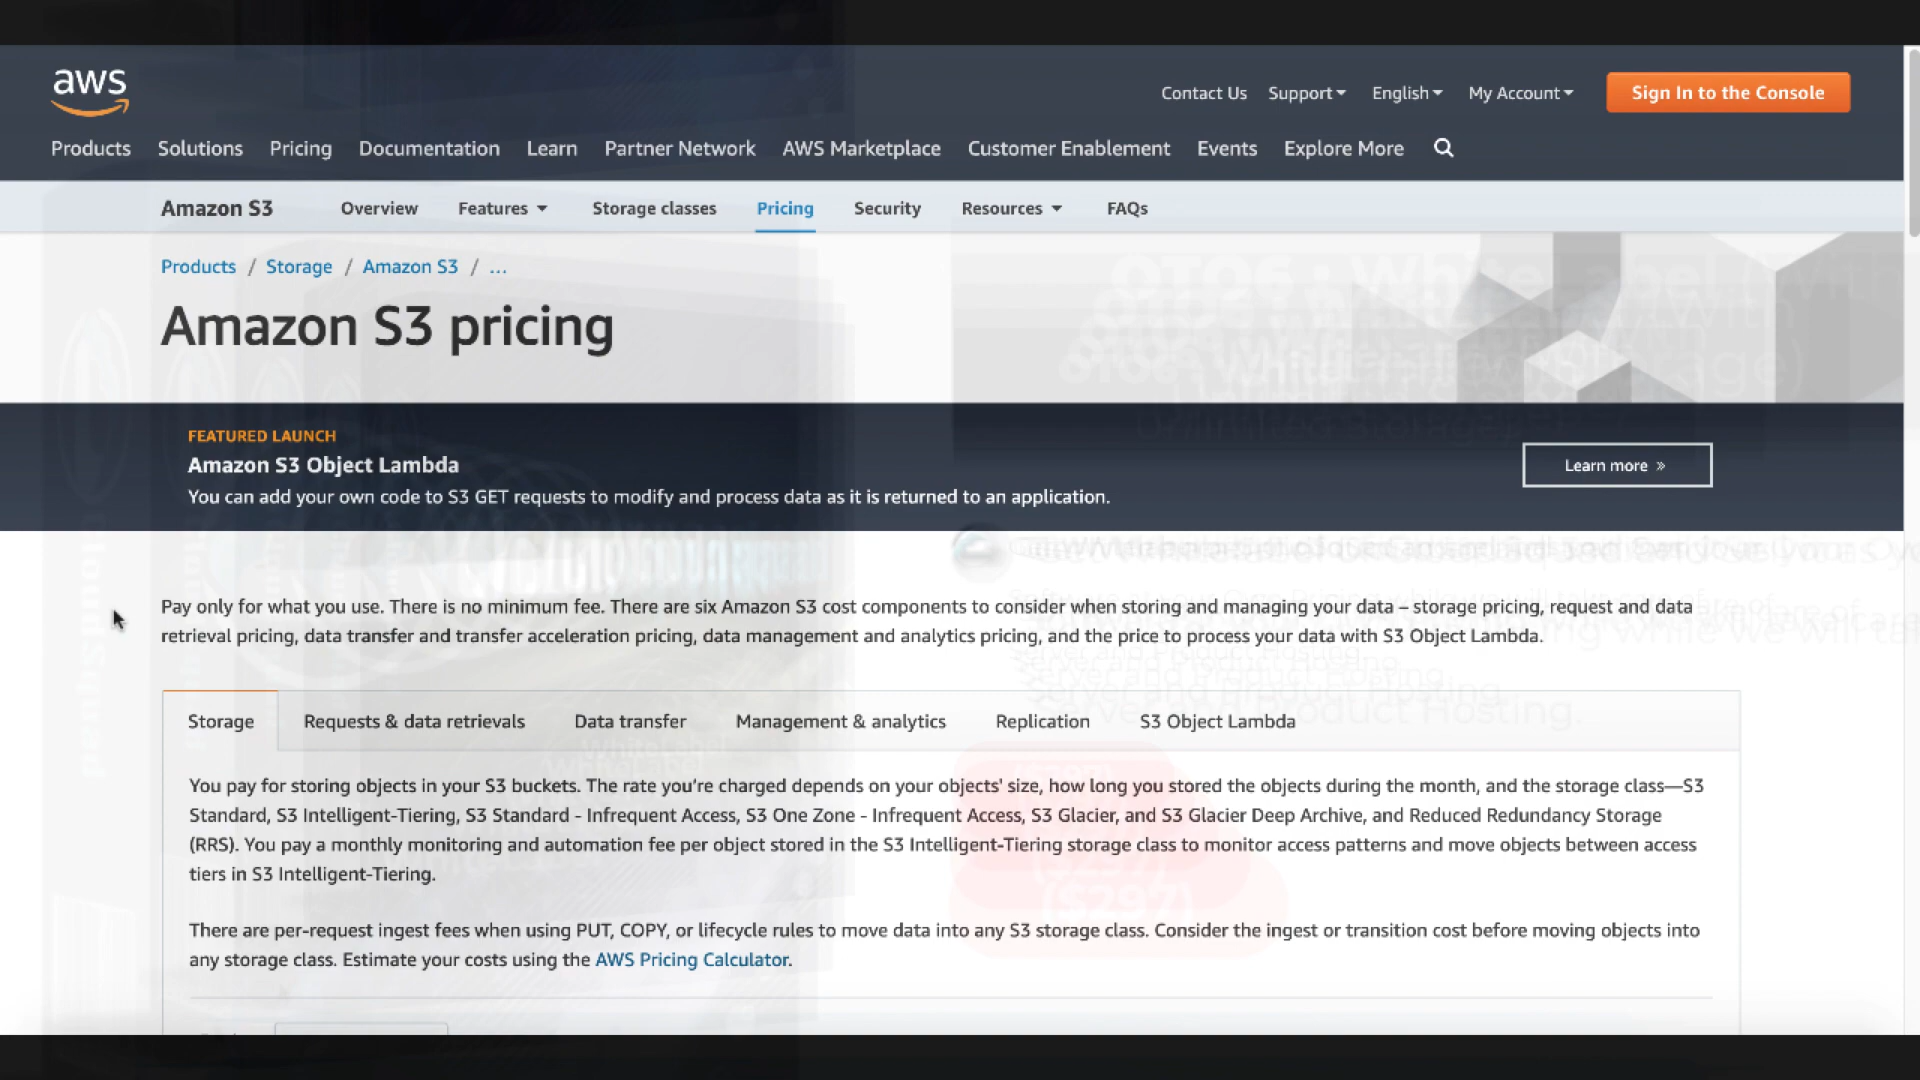 aws
Contact Us Support English My Account Sign In to the Console
Products Solutions Pricing Documentation Learn Partner Network AWS Marketplace Customer Enablement Events Explore More
Amazon S3 Overview Features Storage classes Pricing Security Resources FAQs
Products / Storage / Amazon S3 / ...
Amazon S3 pricing
FEATURED LAUNCH
Amazon S3 Object Lambda
You can add your own code to S3 GET requests to modify and process data as it is returned to an application.
Learn more »
Pay only for what you use. There is no minimum fee. There are six Amazon S3 cost components to consider when storing and managing your data – storage pricing, request and data
retrieval pricing, data transfer and transfer acceleration pricing, data management and analytics pricing, and the price to process your data with S3 Object Lambda.
Server and Product Hosting.
Storage Requests & data retrievals Data transfer Management & analytics Replication S3 Object Lambda
You pay for storing objects in your S3 buckets. The rate you're charged depends on your objects' size, how long you stored the objects during the month, and the storage class—S3
Standard, S3 Intelligent-Tiering, S3 Standard - Infrequent Access, S3 One Zone - Infrequent Access, S3 Glacier, and S3 Glacier Deep Archive, and Reduced Redundancy Storage
(RRS). You pay a monthly monitoring and automation fee per object stored in the S3 Intelligent-Tiering storage class to monitor access patterns and move objects between access
tiers in S3 Intelligent-Tiering.
($297)
There are per-request ingest fees when using PUT, COPY, or lifecycle rules to move data into any S3 storage class. Consider the ingest or transition cost before moving objects into
any storage class. Estimate your costs using the AWS Pricing Calculator.